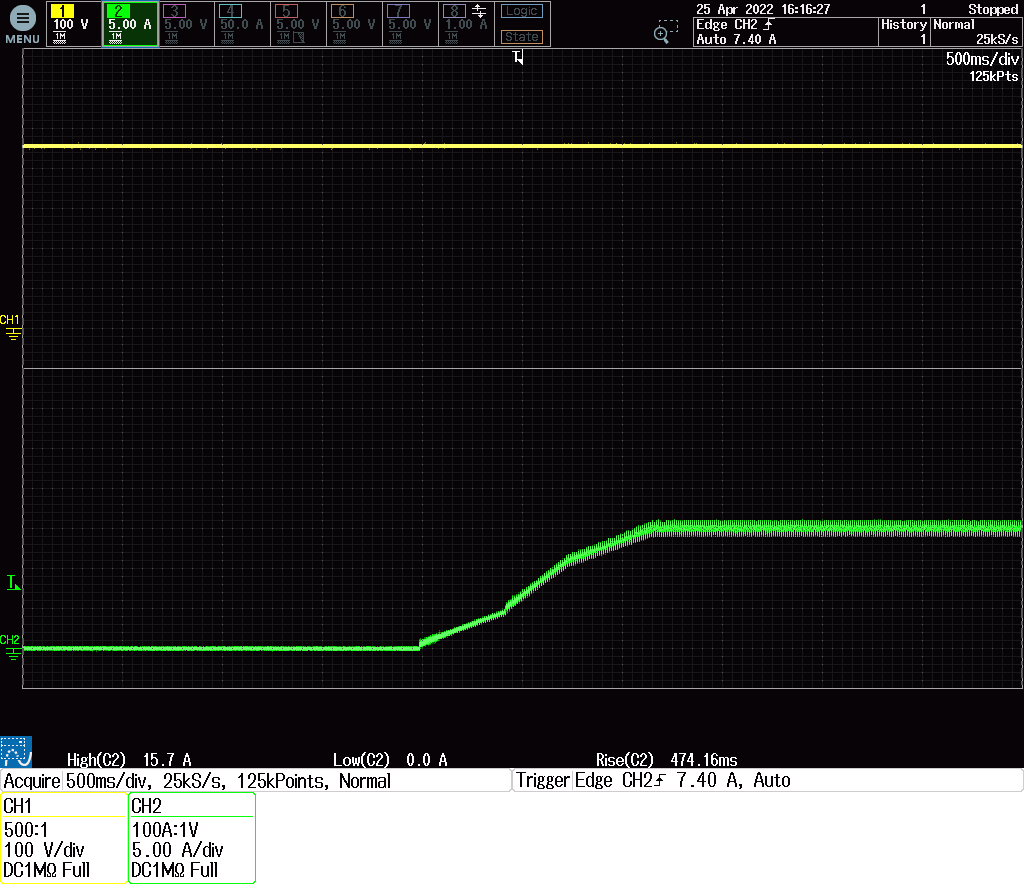 1 2 3 4 5 6 7 8 Logic 25 Apr 2022 16:16:27 1 Stopped
100 V 5.00 A 5.00 V 50.0 A 5.00 V 5.00 V 5.00 V 1.00 A Edge CH2 History Normal
MENU 1M 1M 1M 1M 1M 1M 1M 1M State Auto 7.40 A 1 25kS/s
T 500ms/div
125kPts
CH1
T
CH2
High(C2) 15.7 A Low(C2) 0.0 A Rise(C2) 474.16ms
Acquire 500ms/div, 25kS/s, 125kPoints, Normal Trigger Edge CH2 7.40 A, Auto
CH1 CH2
500:1 100A:1V
100 V/div 5.00 A/div
DC1MΩ Full DC1MΩ Full